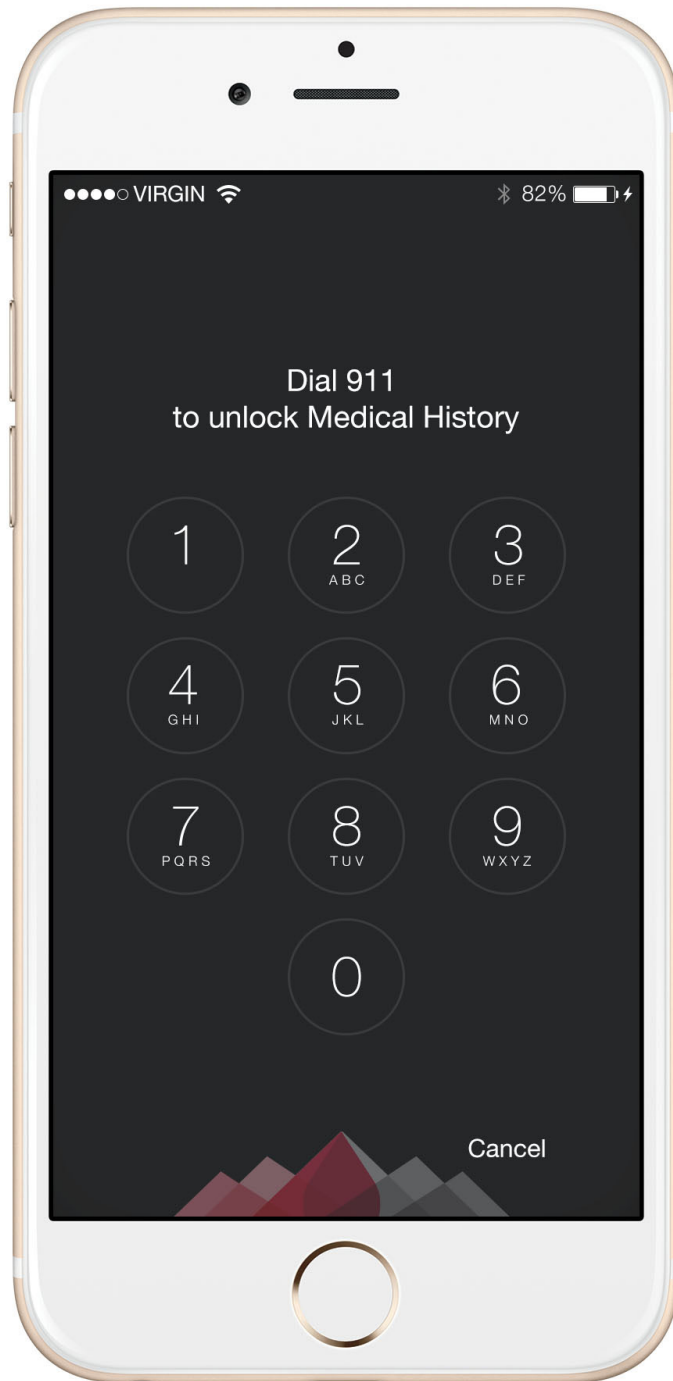 VIRGIN 82%
Dial 911
to unlock Medical History
1 2 3
ABC DEF
4 5 6
GHI JKL MNO
7 8 9
PQRS TUV WXYZ
0
Cancel